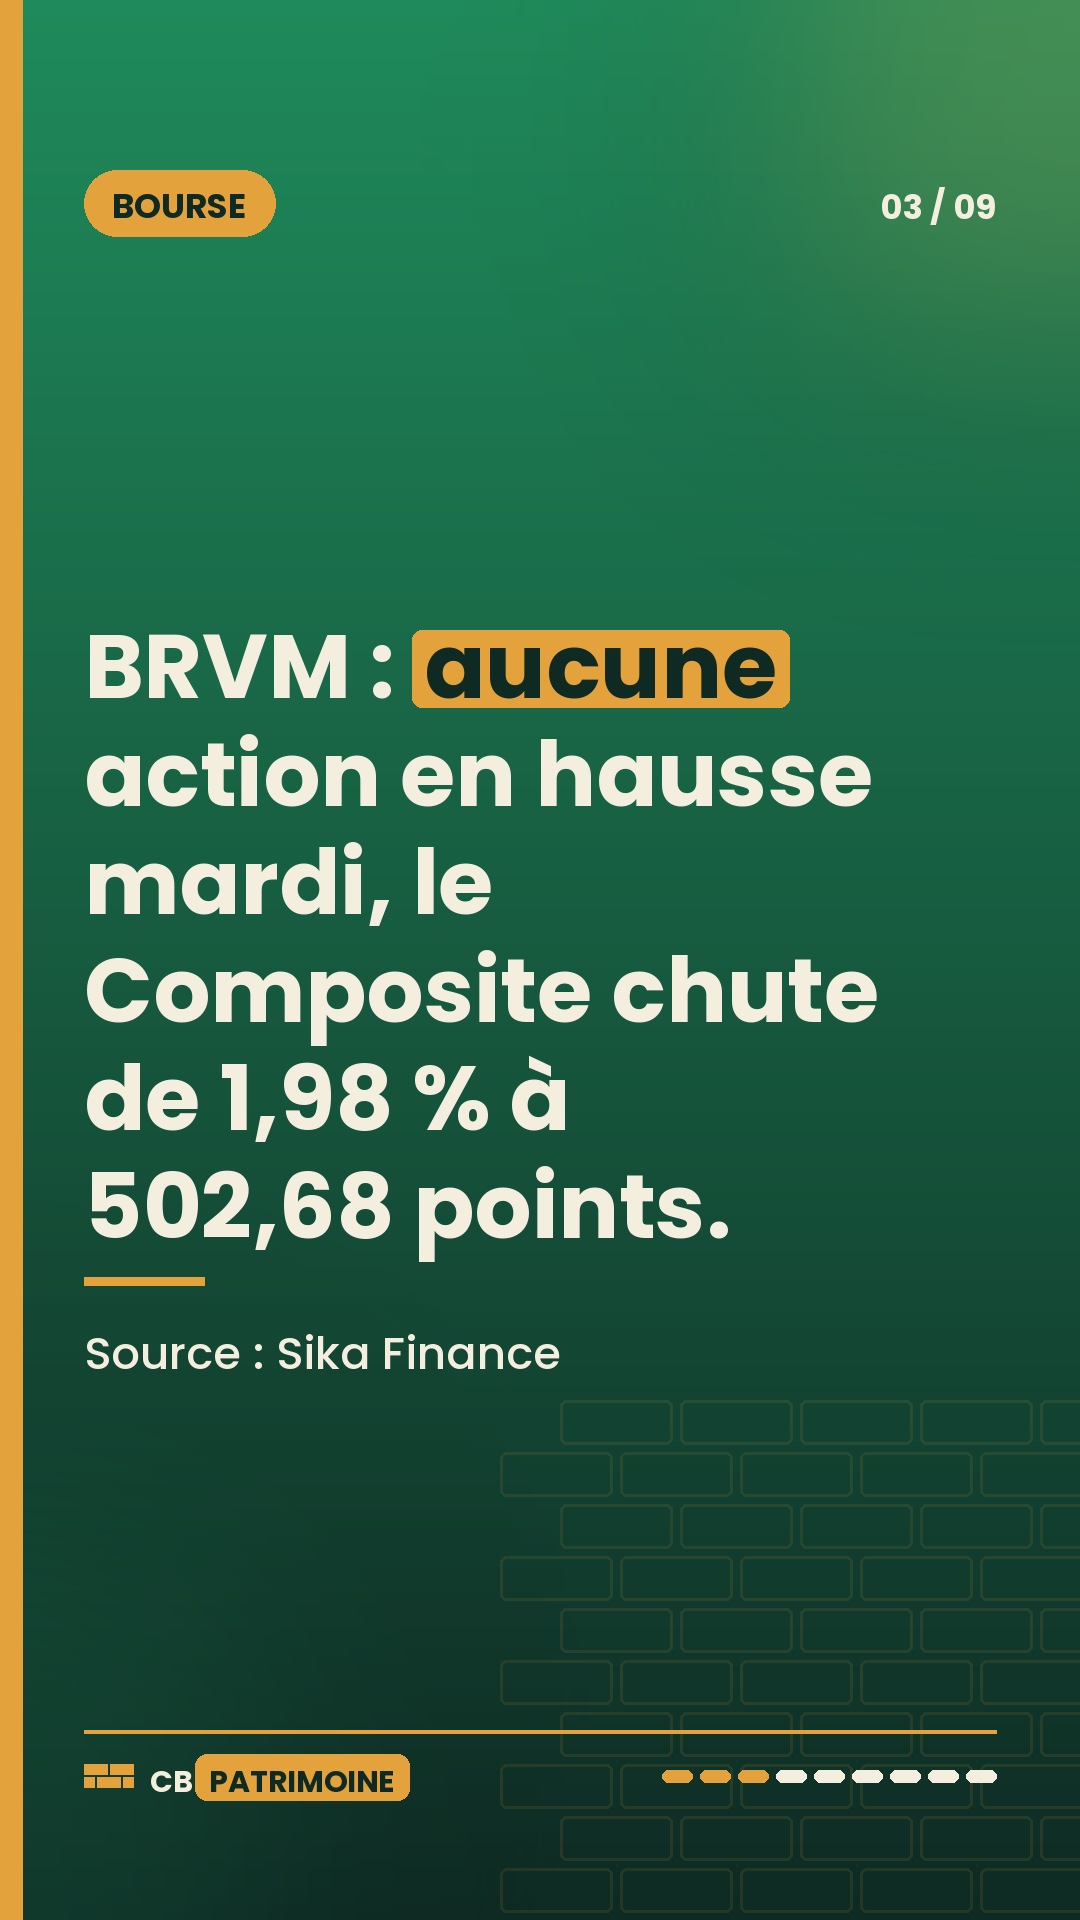 BOURSE
03 / 09
BRVM : aucune
action en hausse
mardi, le
Composite chute
de 1,98 % à
502,68 points.
Source : Sika Finance
CB PATRIMOINE